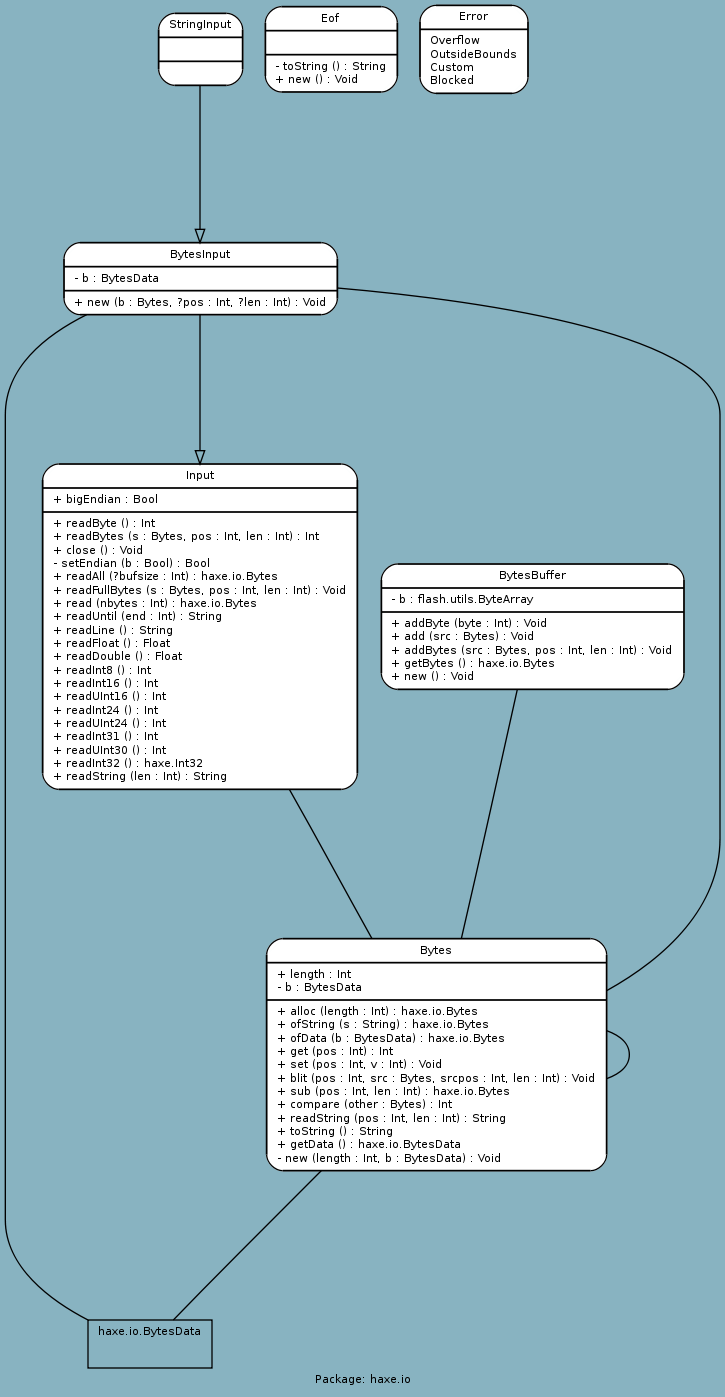 StringInput
Eof
- toString () : String
+ new () : Void
Error
Overflow
OutsideBounds
Custom
Blocked
BytesInput
- b : BytesData
+ new (b : Bytes, ?pos : Int, ?len : Int) : Void
Input
+ bigEndian : Bool
+ readByte () : Int
+ readBytes (s : Bytes, pos : Int, len : Int) : Int
+ close () : Void
- setEndian (b : Bool) : Bool
+ readAll (?bufsize : Int) : haxe.io.Bytes
+ readFullBytes (s : Bytes, pos : Int, len : Int) : Void
+ read (nbytes : Int) : haxe.io.Bytes
+ readUntil (end : Int) : String
+ readLine () : String
+ readFloat () : Float
+ readDouble () : Float
+ readInt8 () : Int
+ readInt16 () : Int
+ readUInt16 () : Int
+ readInt24 () : Int
+ readUInt24 () : Int
+ readInt31 () : Int
+ readUInt30 () : Int
+ readInt32 () : haxe.Int32
+ readString (len : Int) : String
BytesBuffer
- b : flash.utils.ByteArray
+ addByte (byte : Int) : Void
+ add (src : Bytes) : Void
+ addBytes (src : Bytes, pos : Int, len : Int) : Void
+ getBytes () : haxe.io.Bytes
+ new () : Void
Bytes
+ length : Int
- b : BytesData
+ alloc (length : Int) : haxe.io.Bytes
+ ofString (s : String) : haxe.io.Bytes
+ ofData (b : BytesData) : haxe.io.Bytes
+ get (pos : Int) : Int
+ set (pos : Int, v : Int) : Void
+ blit (pos : Int, src : Bytes, srcpos : Int, len : Int) : Void
+ sub (pos : Int, len : Int) : haxe.io.Bytes
+ compare (other : Bytes) : Int
+ readString (pos : Int, len : Int) : String
+ toString () : String
+ getData () : haxe.io.BytesData
- new (length : Int, b : BytesData) : Void
haxe.io.BytesData
Package: haxe.io